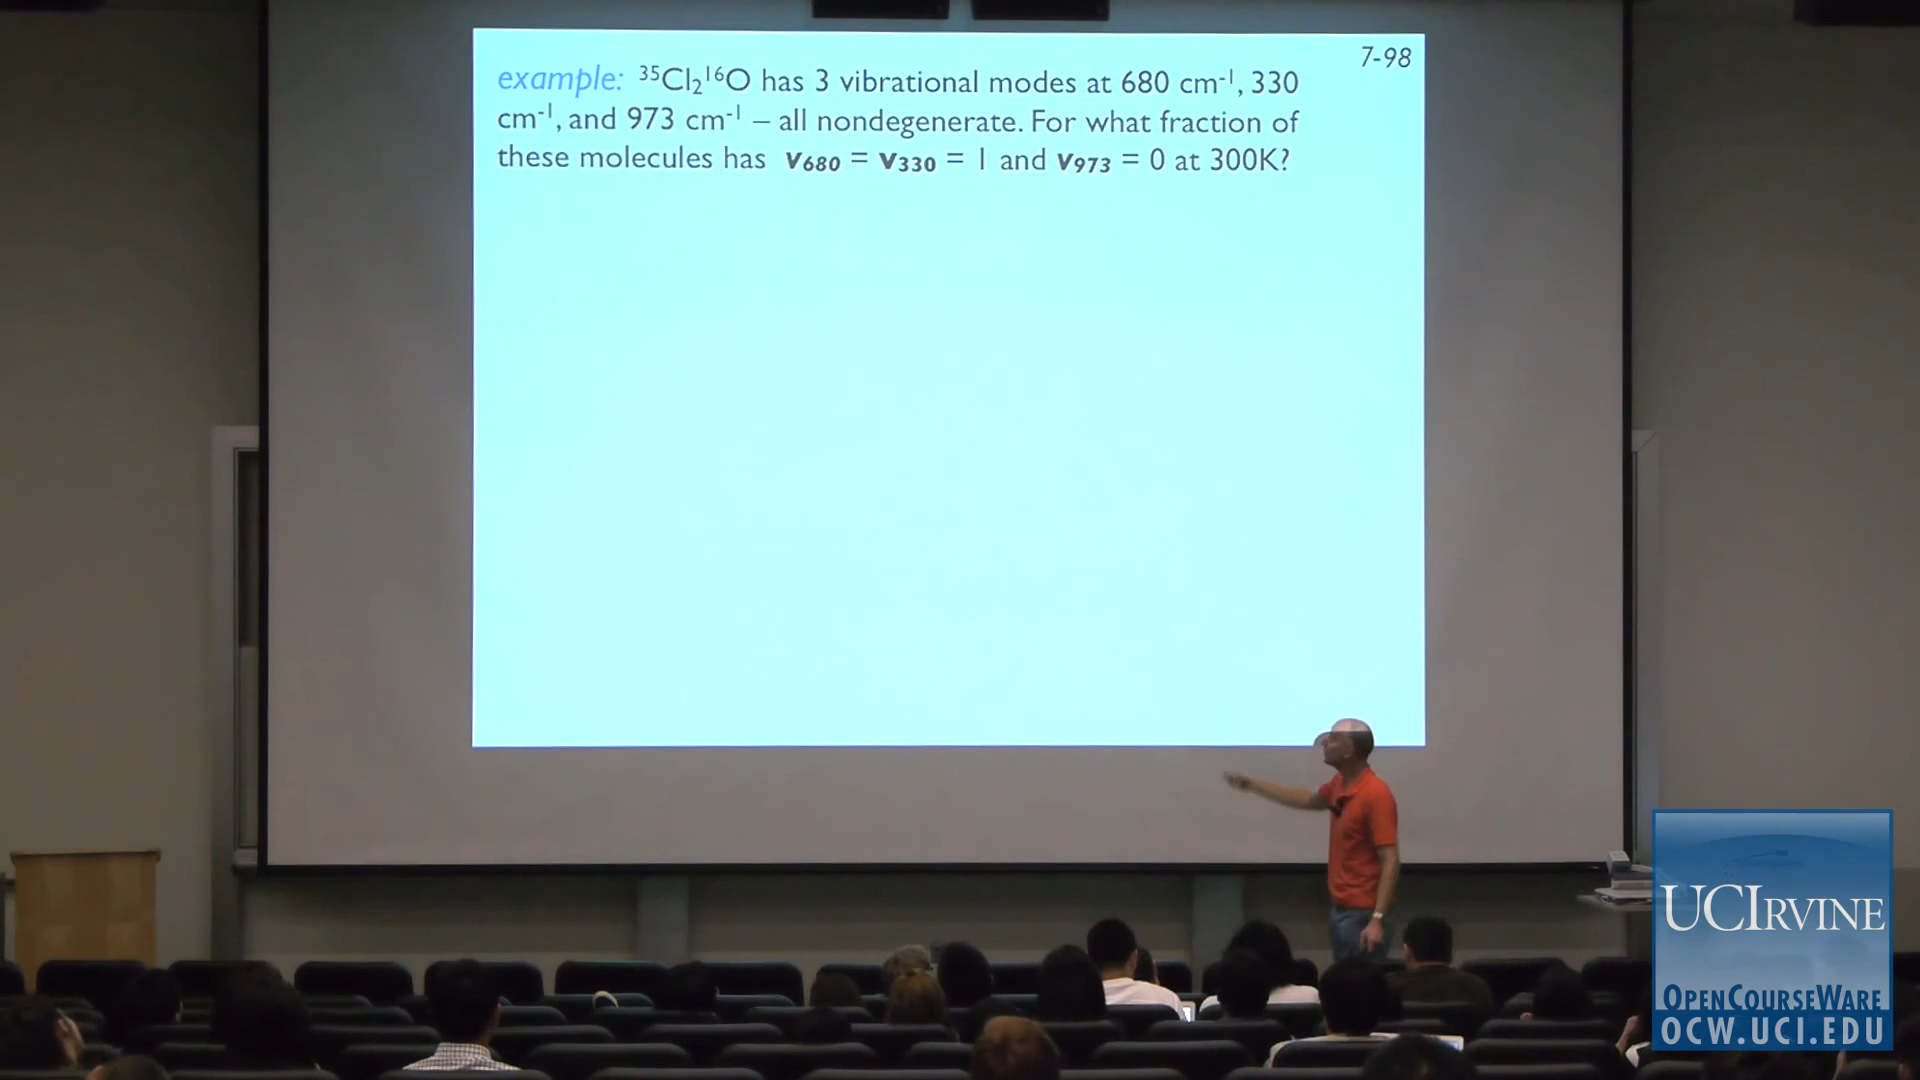 7-98
example: ³⁵Cl₂¹⁶O has 3 vibrational modes at 680 cm⁻¹, 330
cm⁻¹, and 973 cm⁻¹ – all nondegenerate. For what fraction of
these molecules has v₆₈₀ = v₃₃₀ = 1 and v₉₇₃ = 0 at 300K?
UCIRVINE
OPENCOURSEWARE
OCW.UCI.EDU